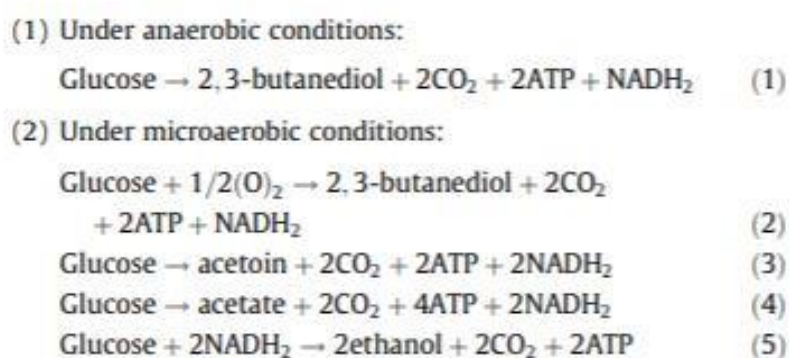 (1) Under anaerobic conditions:
Glucose → 2,3-butanediol + 2CO₂ + 2ATP + NADH₂ (1)
(2) Under microaerobic conditions:
Glucose + 1/2(O)₂ → 2,3-butanediol + 2CO₂
+ 2ATP + NADH₂ (2)
Glucose → acetoin + 2CO₂ + 2ATP + 2NADH₂ (3)
Glucose → acetate + 2CO₂ + 4ATP + 2NADH₂ (4)
Glucose + 2NADH₂ → 2ethanol + 2CO₂ + 2ATP (5)